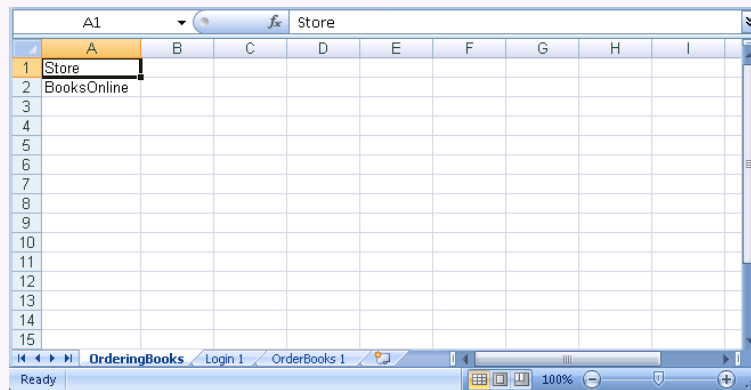 A1 fx Store
A B C D E F G H I
1 Store
2 BooksOnline
3
4
5
6
7
8
9
10
11
12
13
14
15
OrderingBooks Login 1 OrderBooks 1
Ready 100%